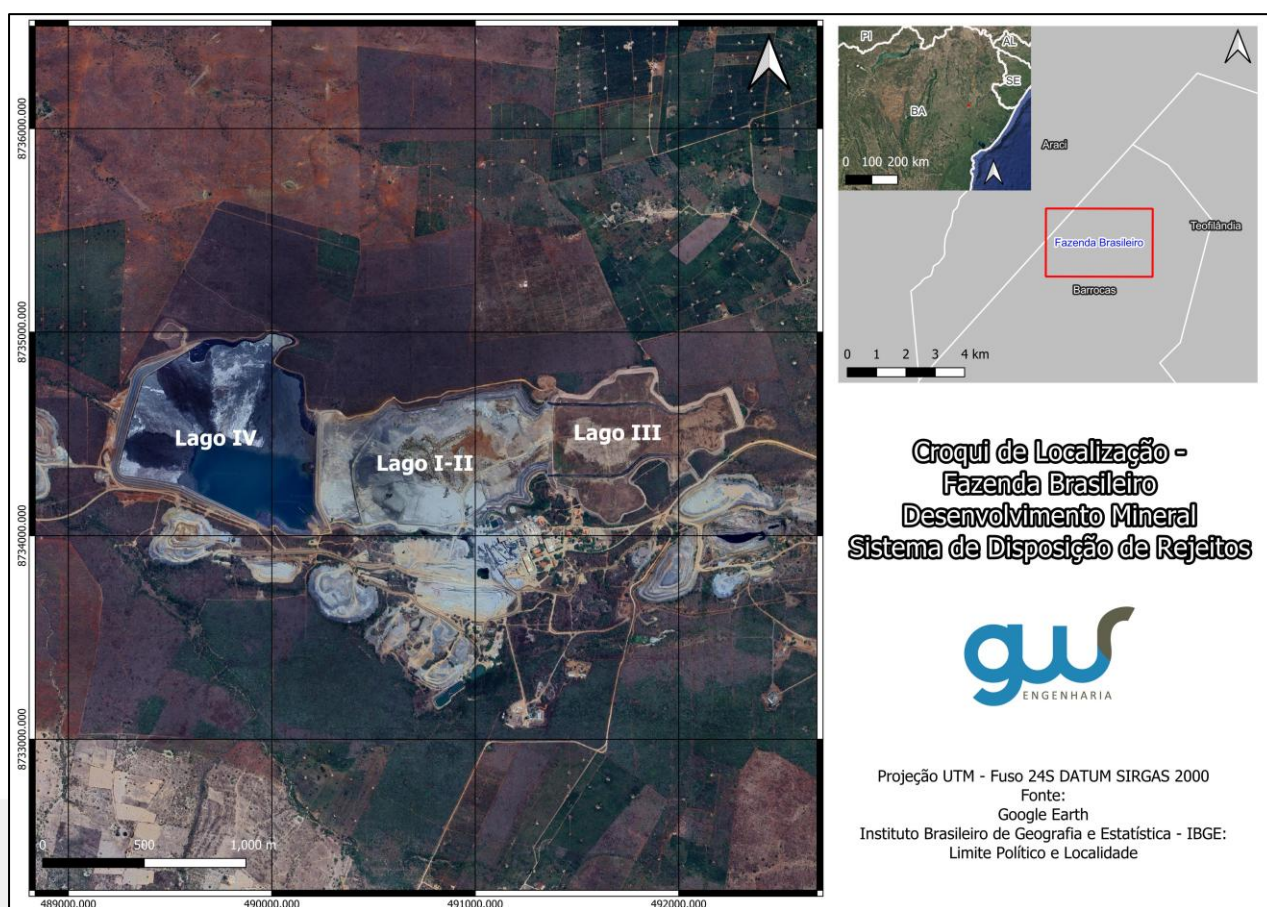 8736000.000
8735000.000
8734000.000
8733000.000
489000.000
490000.000
491000.000
492000.000
Lago IV
Lago I-II
Lago III
0 500 1,000 m
PI
AL
SE
BA
0 100 200 km
Araci
Teofilândia
Fazenda Brasileiro
Barrocas
0 1 2 3 4 km
Croqui de Localização -
Fazenda Brasileiro
Desenvolvimento Mineral
Sistema de Disposição de Rejeitos
gws
ENGENHARIA
Projeção UTM - Fuso 24S DATUM SIRGAS 2000
Fonte:
Google Earth
Instituto Brasileiro de Geografia e Estatística - IBGE:
Limite Político e Localidade